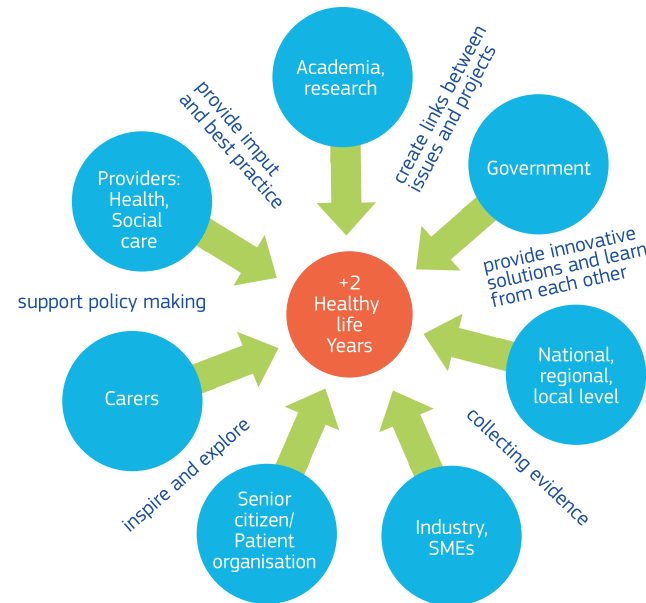 Academia,
research
create links between
issues and projects
Government
provide innovative
solutions and learn
from each other
National,
regional,
local level
collecting evidence
Industry,
SMEs
Senior
citizen/
Patient
organisation
inspire and explore
Carers
support policy making
Providers:
Health,
Social
care
provide imput
and best practice
+2
Healthy
life
Years